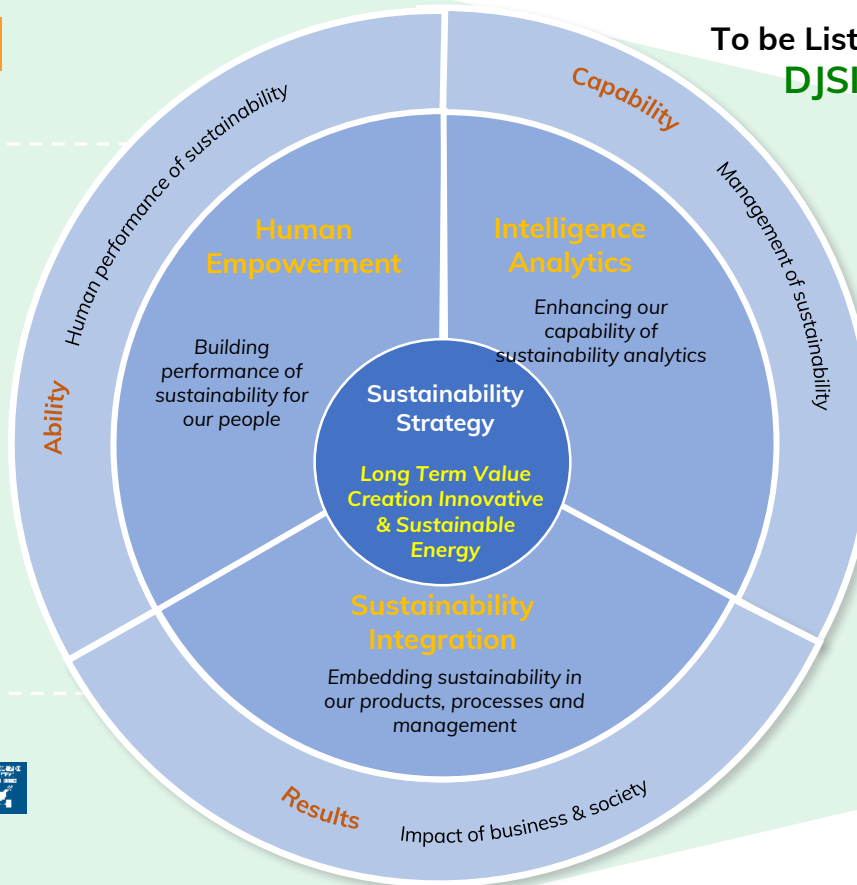 To be List
DJSI
Capability
Management of sustainability
Human performance of sustainability
Ability
Human
Empowerment
Building
performance of
sustainability for
our people
Intelligence
Analytics
Enhancing our
capability of
sustainability analytics
Sustainability
Strategy
Long Term Value
Creation Innovative
& Sustainable
Energy
Sustainability
Integration
Embedding sustainability in
our products, processes and
management
Results
Impact of business & society